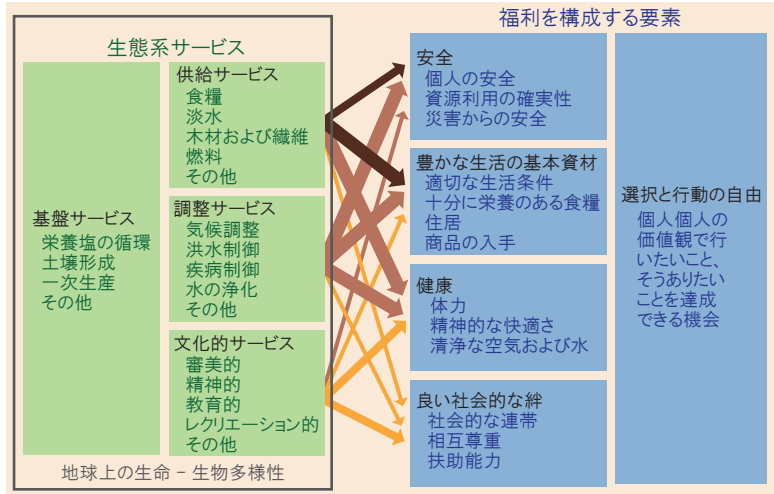 生態系サービス
基盤サービス
栄養塩の循環
土壌形成
一次生産
その他
供給サービス
食糧
淡水
木材および繊維
燃料
その他
調整サービス
気候調整
洪水制御
疾病制御
水の浄化
その他
文化的サービス
審美的
精神的
教育的
レクリエーション的
その他
地球上の生命 − 生物多様性
福利を構成する要素
安全
個人の安全
資源利用の確実性
災害からの安全
豊かな生活の基本資材
適切な生活条件
十分に栄養のある食糧
住居
商品の入手
健康
体力
精神的な快適さ
清浄な空気および水
良い社会的な絆
社会的な連帯
相互尊重
扶助能力
選択と行動の自由
個人個人の
価値観で行
いたいこと、
そうありたい
ことを達成
できる機会